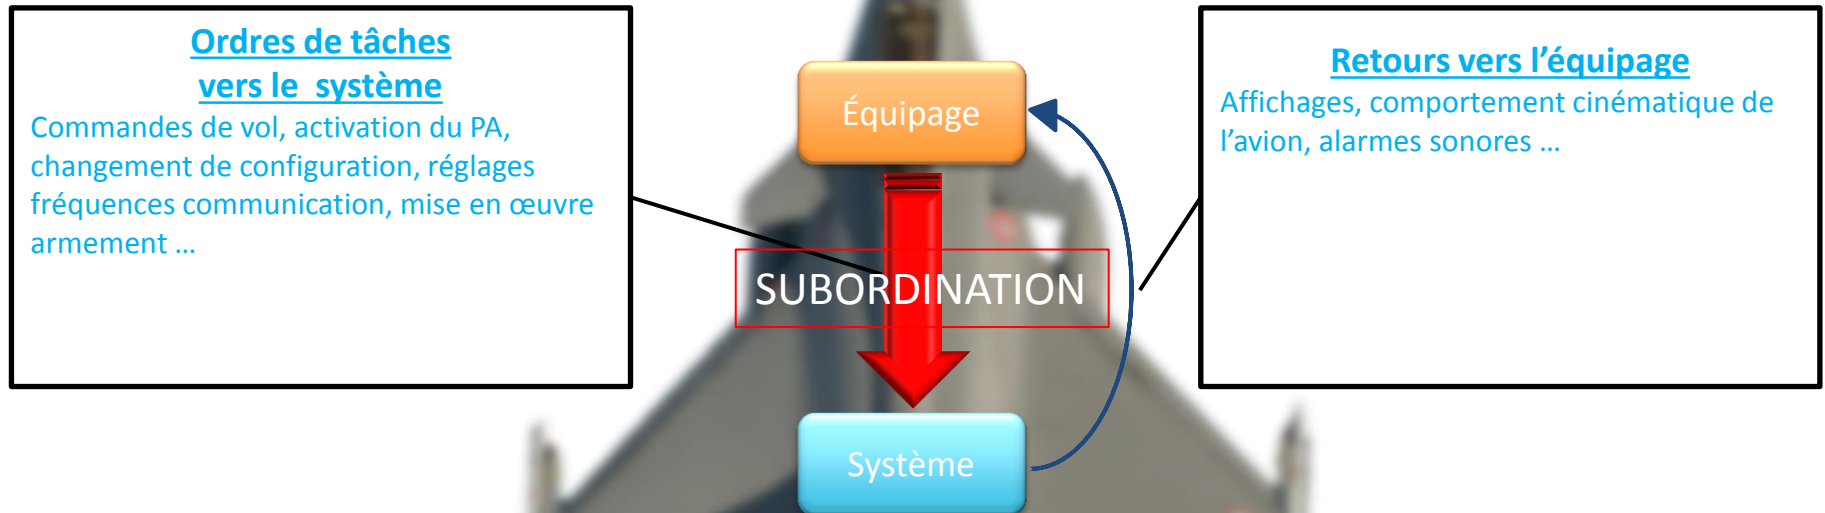 Ordres de tâches
vers le  système
Commandes de vol, activation du PA,
changement de configuration, réglages
fréquences communication, mise en œuvre
armement ...
Équipage
SUBORDINATION
Système
Retours vers l’équipage
Affichages, comportement cinématique de
l’avion, alarmes sonores ...